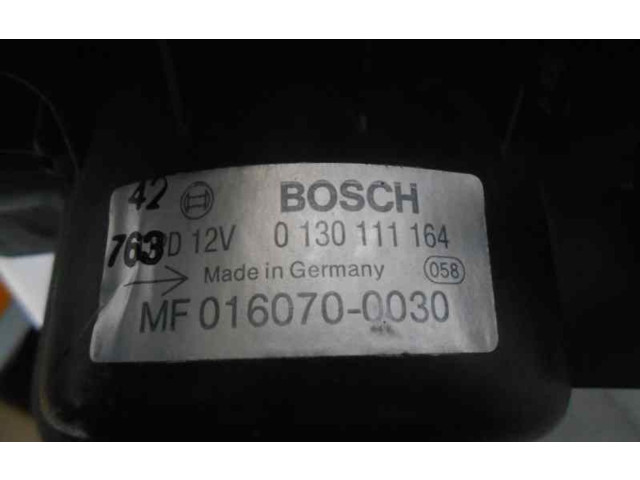 42 BOSCH
763 D 12V 0 130 111 164
Made in Germany 058
MF 016070-0030